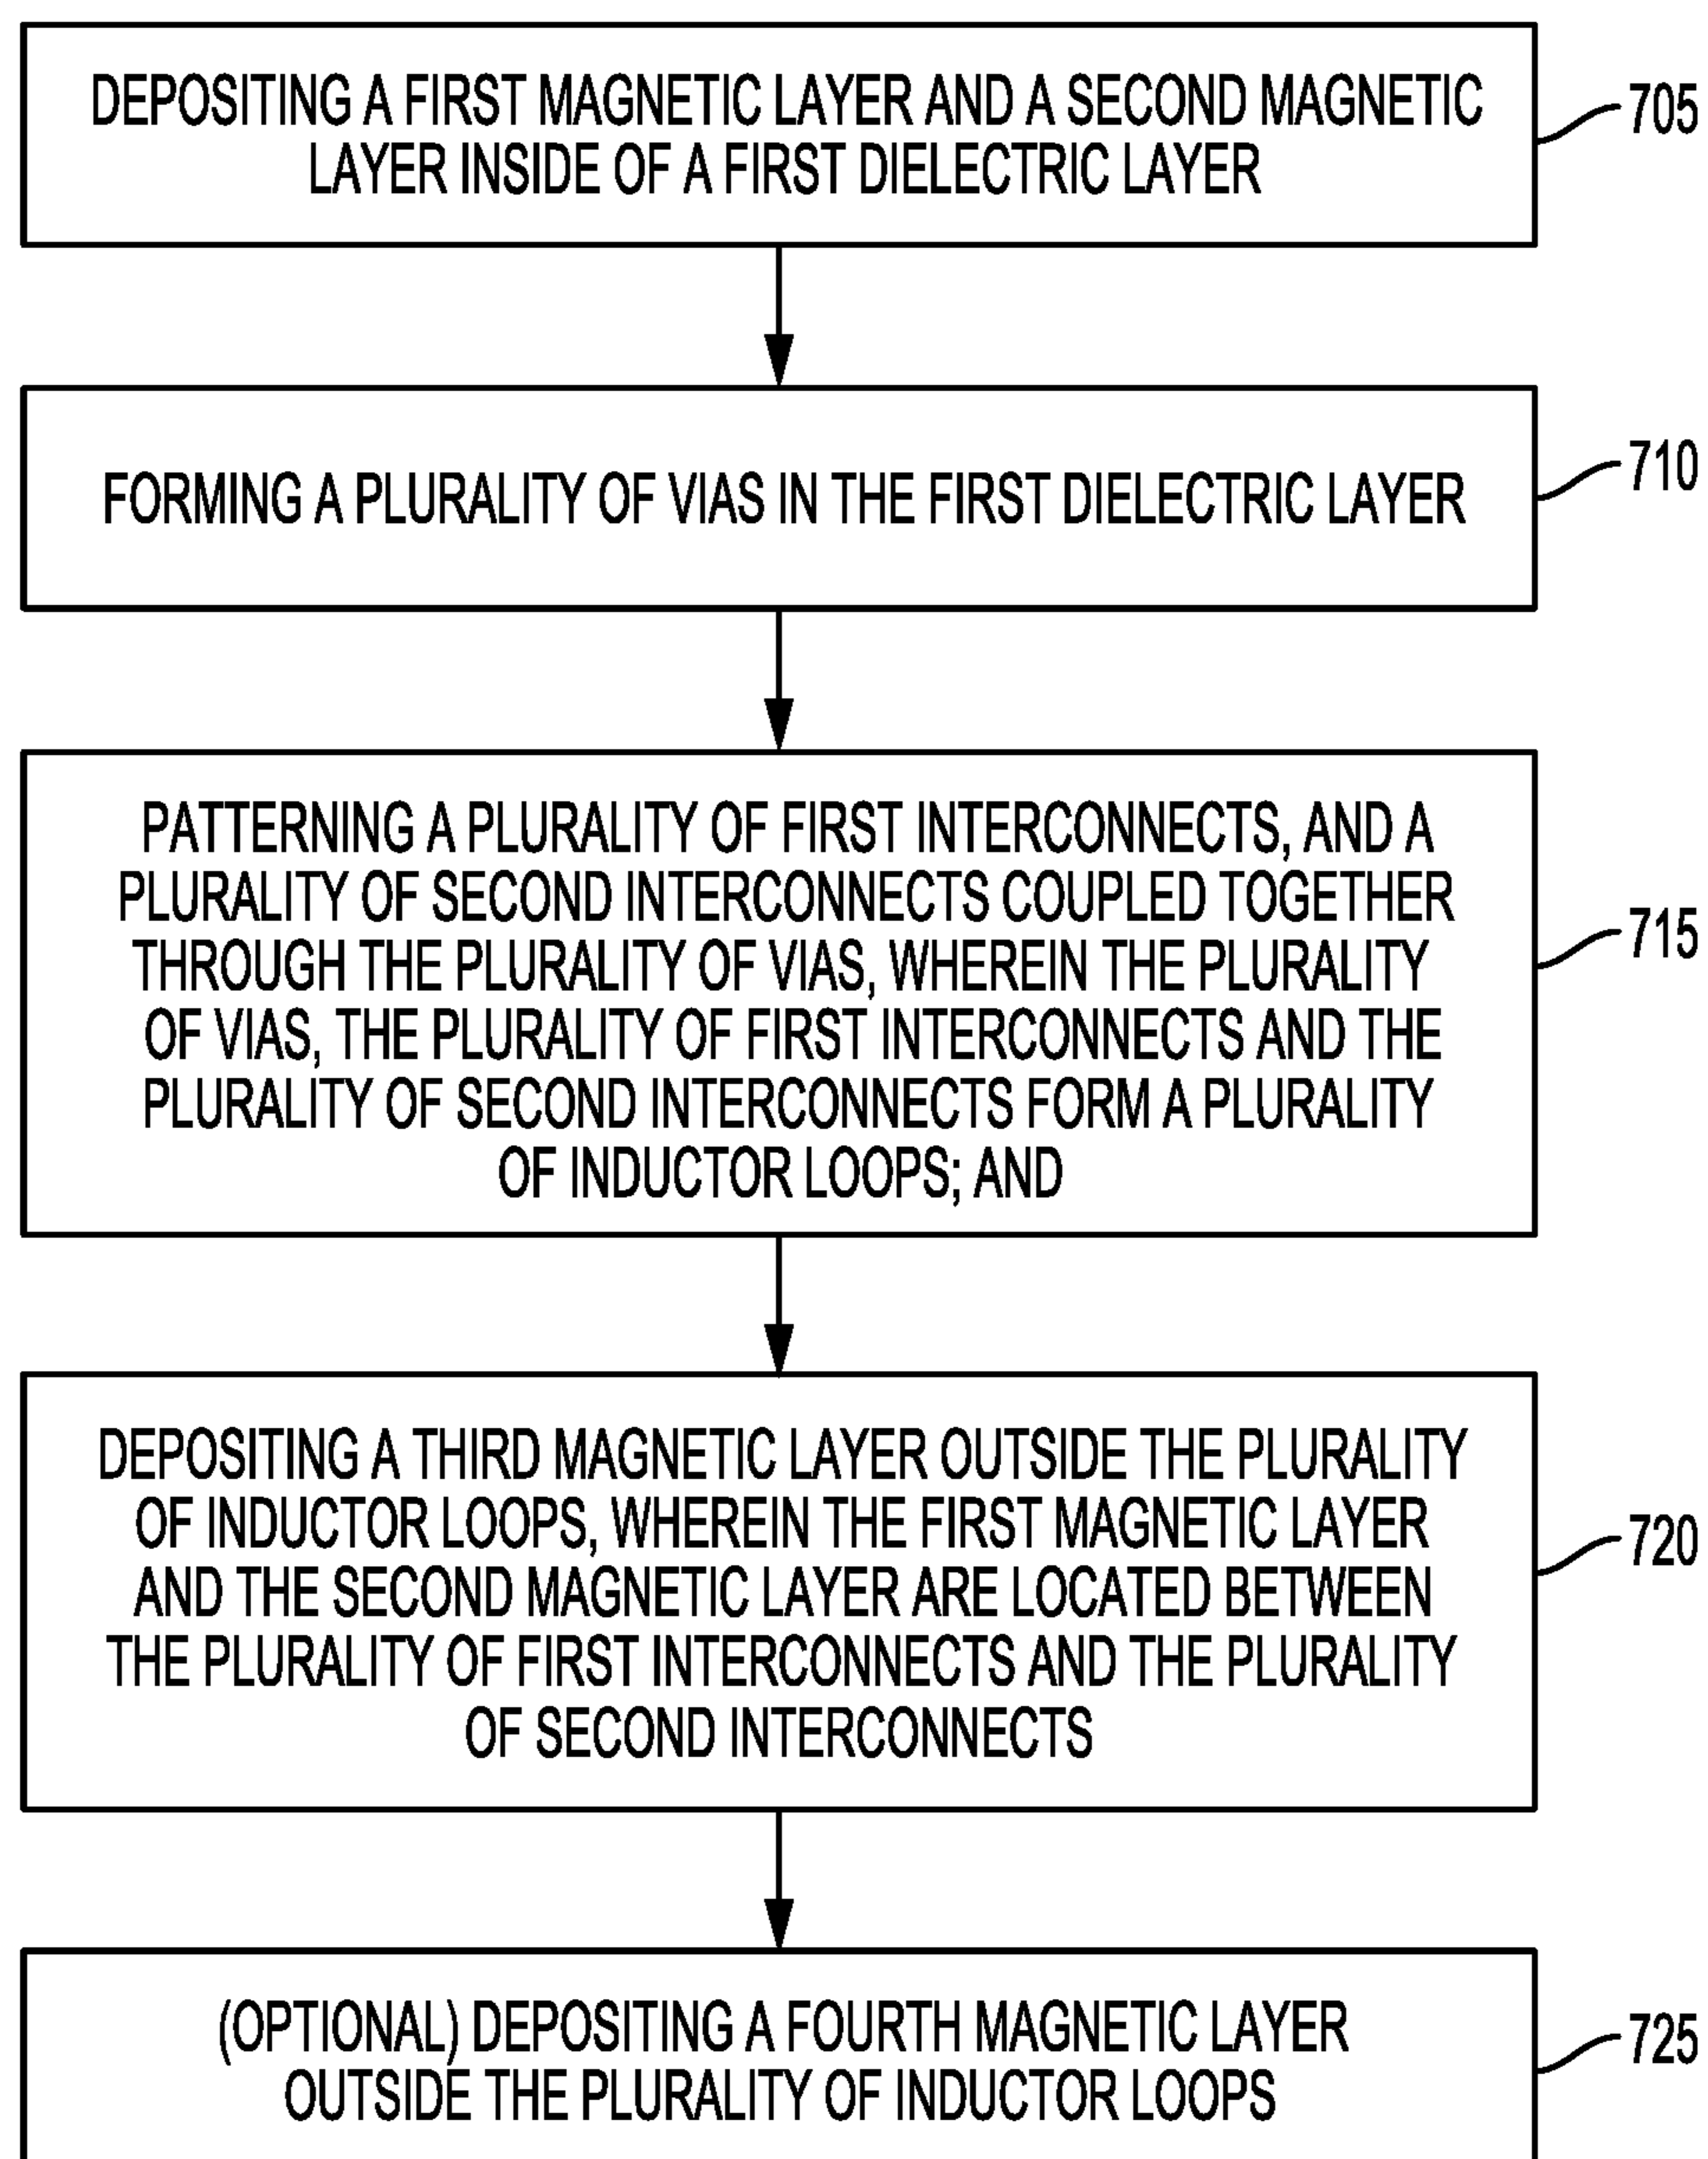 DEPOSITING A FIRST MAGNETIC LAYER AND A SECOND MAGNETIC
LAYER INSIDE OF A FIRST DIELECTRIC LAYER
705
FORMING A PLURALITY OF VIAS IN THE FIRST DIELECTRIC LAYER
710
PATTERNING A PLURALITY OF FIRST INTERCONNECTS, AND A
PLURALITY OF SECOND INTERCONNECTS COUPLED TOGETHER
THROUGH THE PLURALITY OF VIAS, WHEREIN THE PLURALITY
OF VIAS, THE PLURALITY OF FIRST INTERCONNECTS AND THE
PLURALITY OF SECOND INTERCONNECTS FORM A PLURALITY
OF INDUCTOR LOOPS; AND
715
DEPOSITING A THIRD MAGNETIC LAYER OUTSIDE THE PLURALITY
OF INDUCTOR LOOPS, WHEREIN THE FIRST MAGNETIC LAYER
AND THE SECOND MAGNETIC LAYER ARE LOCATED BETWEEN
THE PLURALITY OF FIRST INTERCONNECTS AND THE PLURALITY
OF SECOND INTERCONNECTS
720
(OPTIONAL) DEPOSITING A FOURTH MAGNETIC LAYER
OUTSIDE THE PLURALITY OF INDUCTOR LOOPS
725